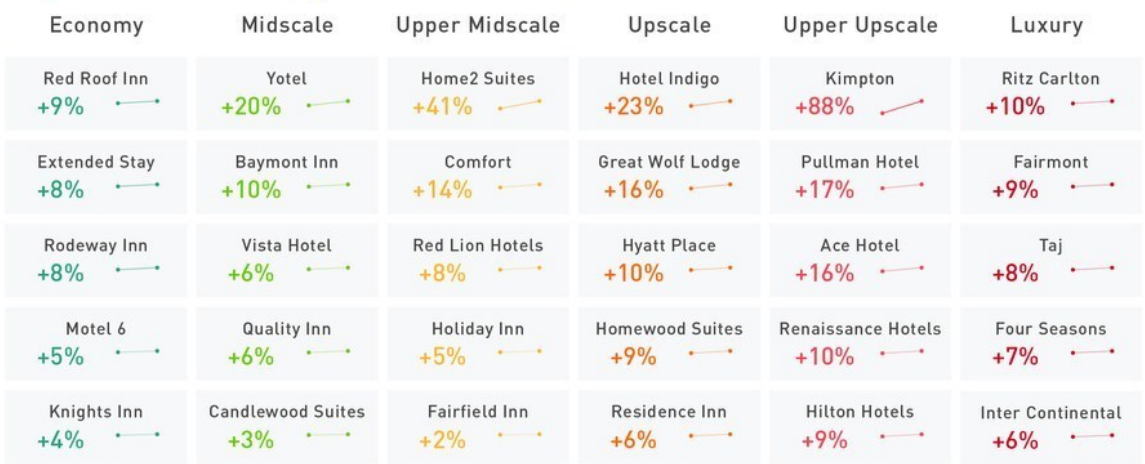 Economy Midscale Upper Midscale Upscale Upper Upscale Luxury
Red Roof Inn Yotel Home2 Suites Hotel Indigo Kimpton Ritz Carlton
+9% +20% +41% +23% +88% +10%
Extended Stay Baymont Inn Comfort Great Wolf Lodge Pullman Hotel Fairmont
+8% +10% +14% +16% +17% +9%
Rodeway Inn Vista Hotel Red Lion Hotels Hyatt Place Ace Hotel Taj
+8% +6% +8% +10% +16% +8%
Motel 6 Quality Inn Holiday Inn Homewood Suites Renaissance Hotels Four Seasons
+5% +6% +5% +9% +10% +7%
Knights Inn Candlewood Suites Fairfield Inn Residence Inn Hilton Hotels Inter Continental
+4% +3% +2% +6% +9% +6%